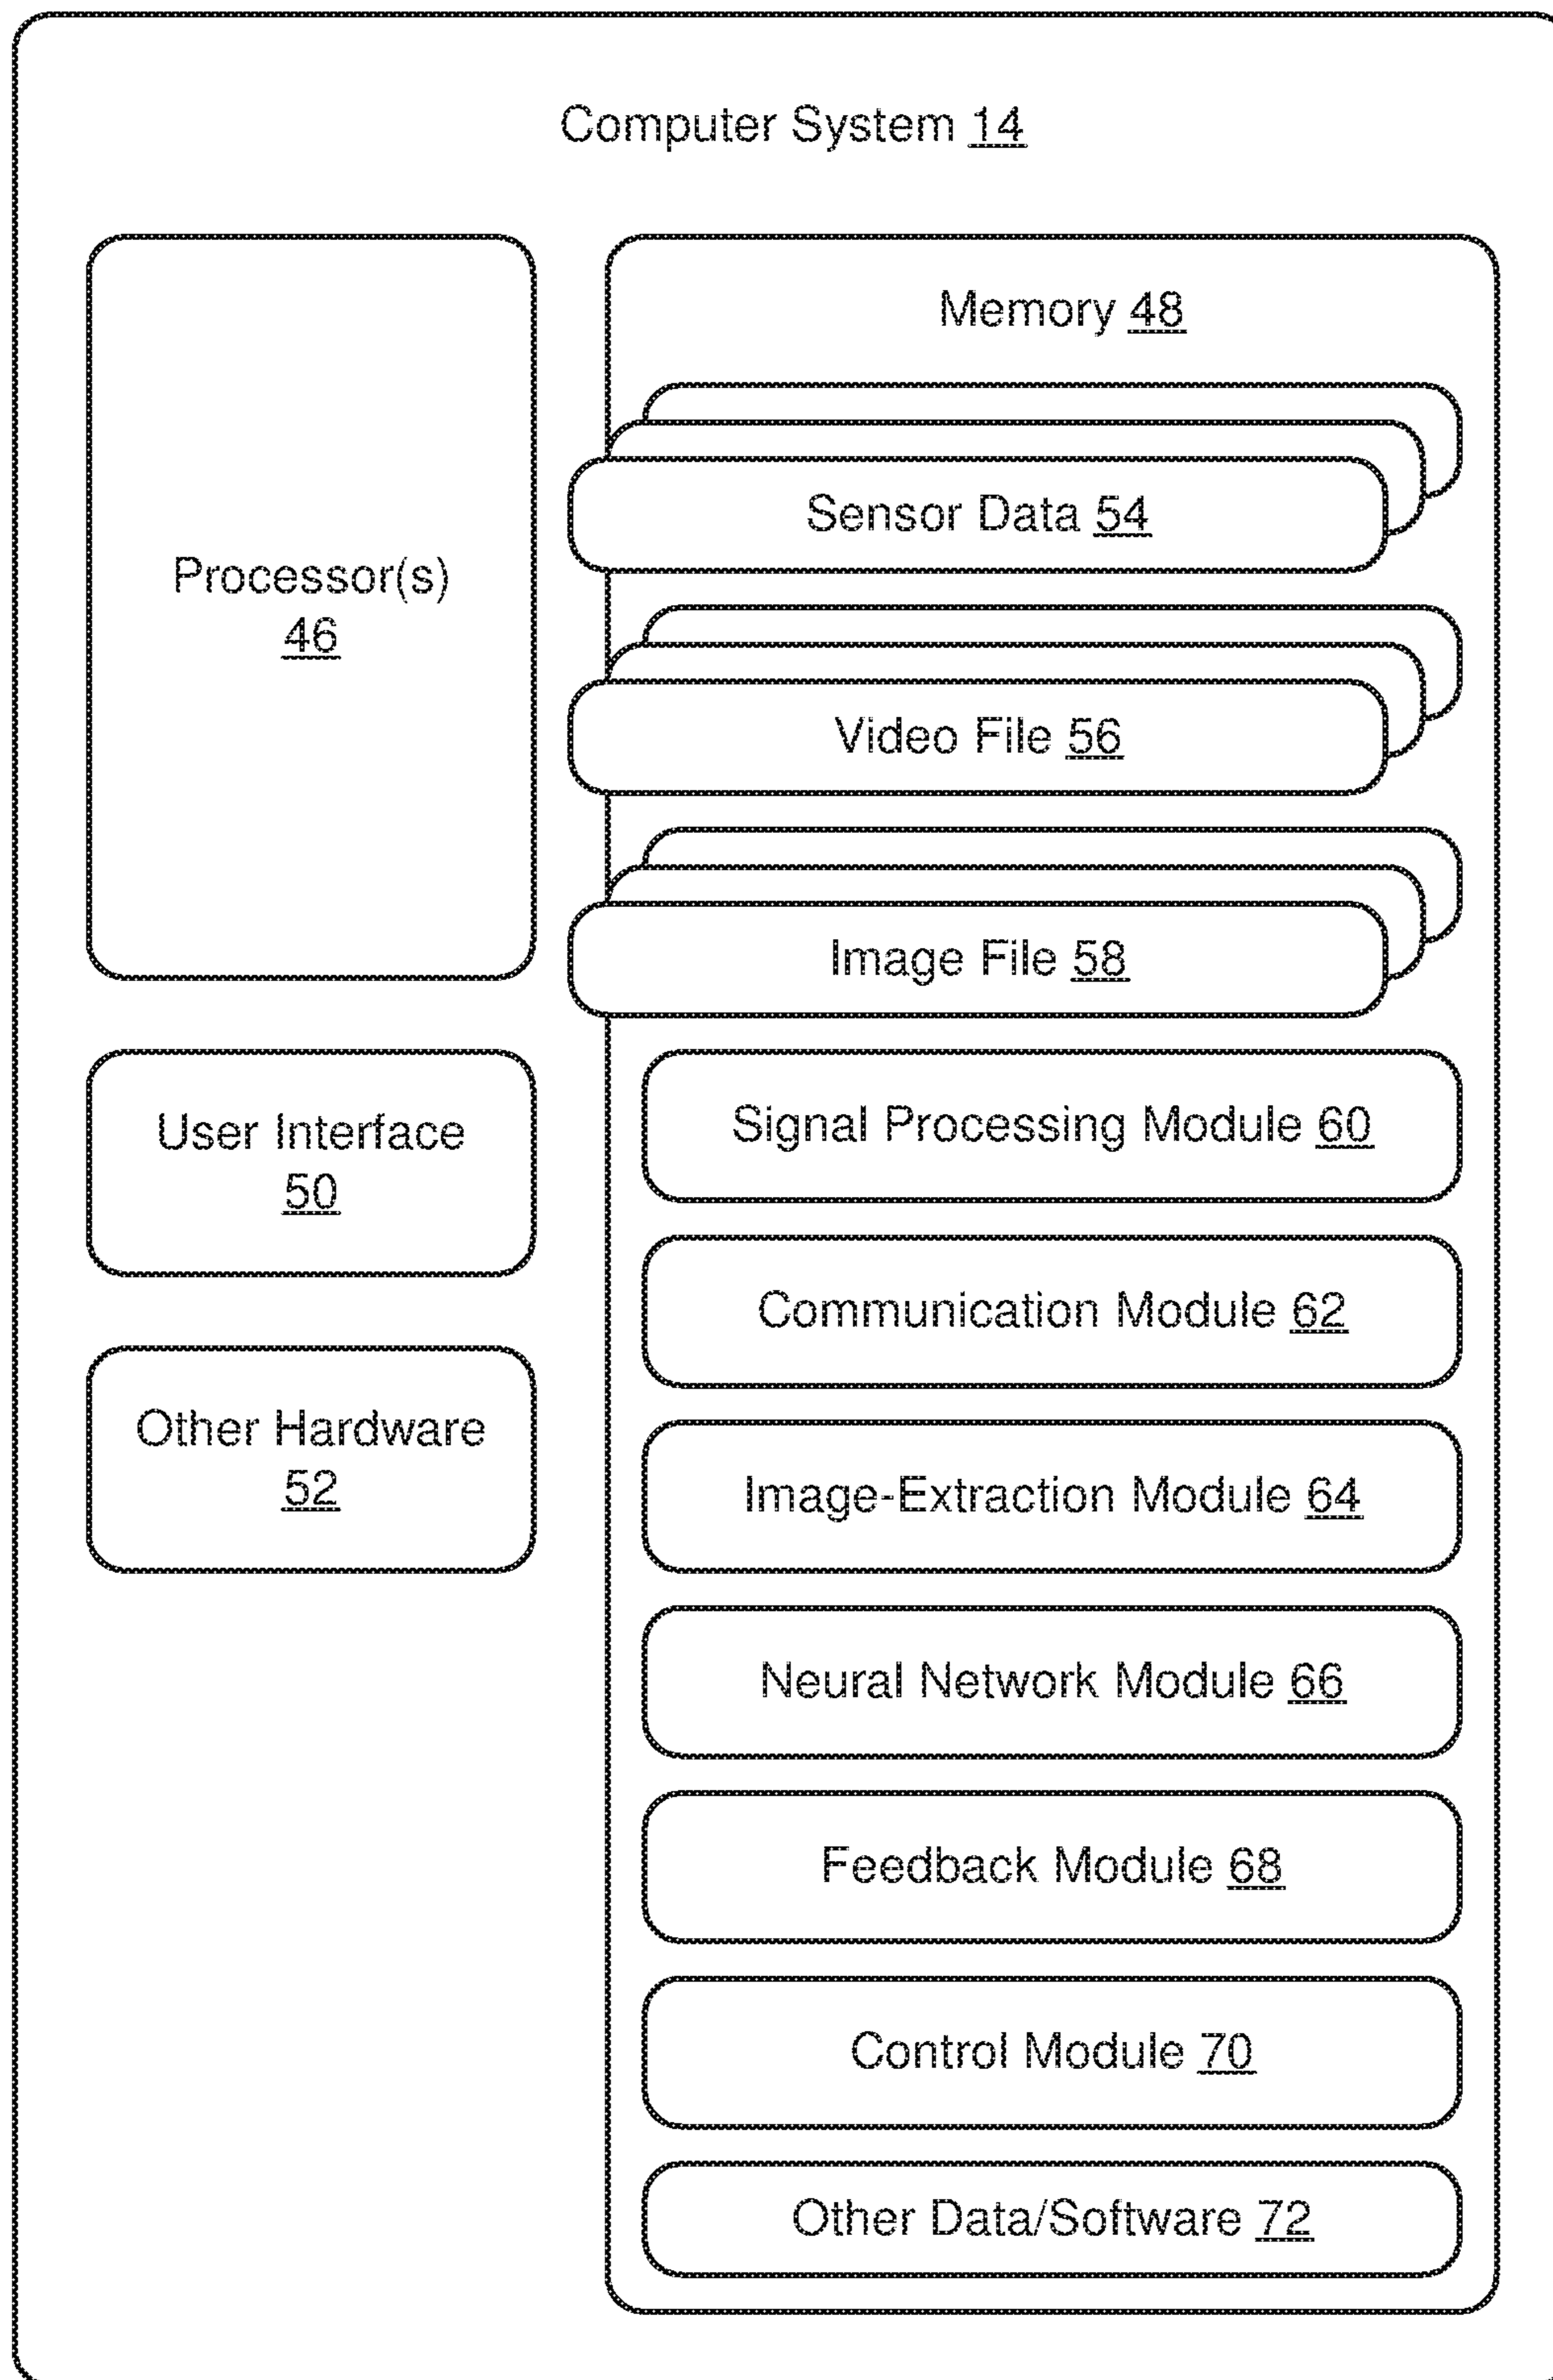 Computer System 14
Processor(s)
46
User Interface
50
Other Hardware
52
Memory 48
Sensor Data 54
Video File 56
Image File 58
Signal Processing Module 60
Communication Module 62
Image-Extraction Module 64
Neural Network Module 66
Feedback Module 68
Control Module 70
Other Data/Software 72